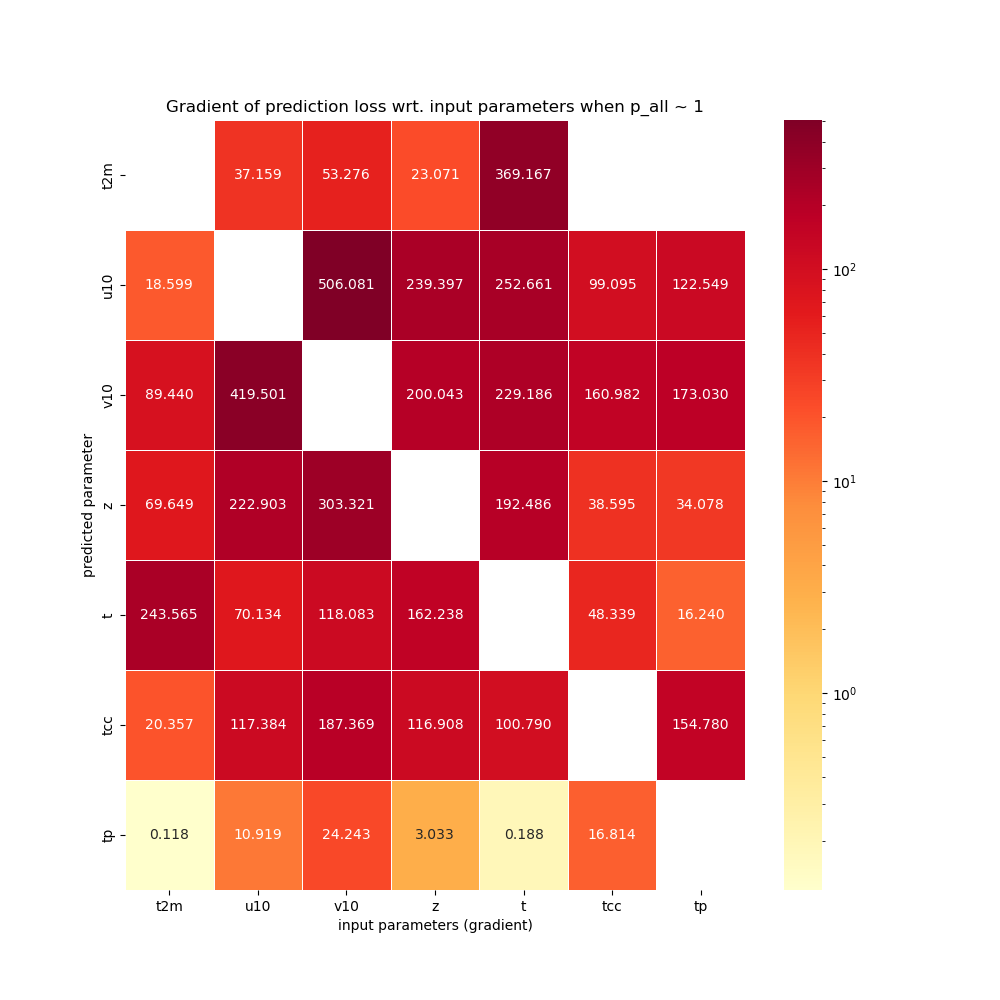 Gradient of prediction loss wrt. input parameters when p_all ~ 1
predicted parameter
t2m
37.159 53.276 23.071 369.167
u10
18.599 506.081 239.397 252.661 99.095 122.549
v10
89.440 419.501 200.043 229.186 160.982 173.030
z
69.649 222.903 303.321 192.486 38.595 34.078
t
243.565 70.134 118.083 162.238 48.339 16.240
tcc
20.357 117.384 187.369 116.908 100.790 154.780
tp
0.118 10.919 24.243 3.033 0.188 16.814
t2m u10 v10 z t tcc tp
input parameters (gradient)
10²
10¹
10⁰